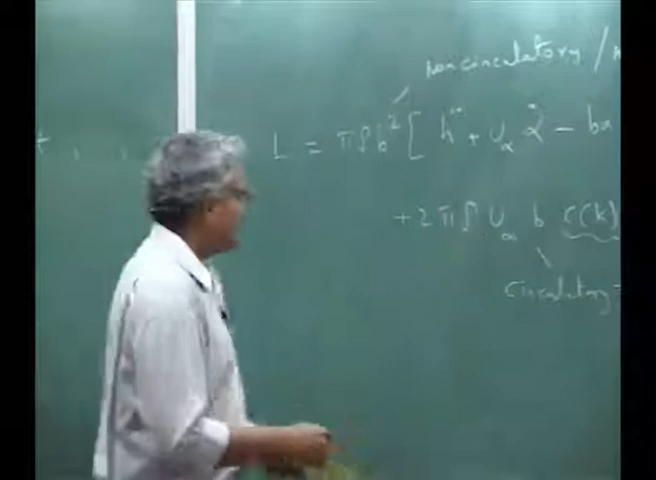 noncirculatory /
L = πρb² [ ḧ + U∞ α̇ - ba
+ 2πρ U∞ b C(k)
circulatory